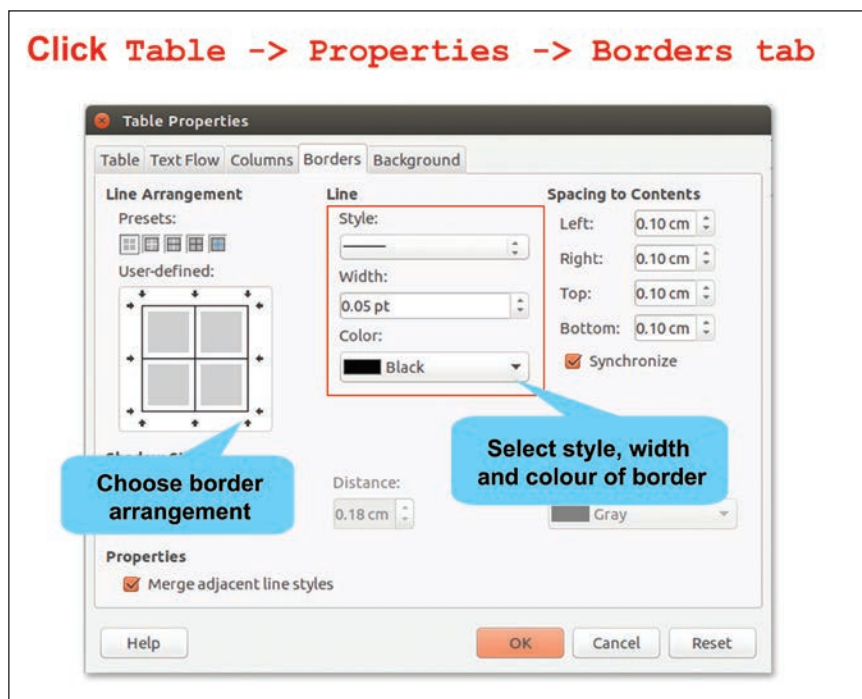 Click Table -> Properties -> Borders tab
Table Properties
Table Text Flow Columns Borders Background
Line Arrangement
Presets:
User-defined:
Line
Style:
Width:
0.05 pt
Color:
Black
Spacing to Contents
Left: 0.10 cm
Right: 0.10 cm
Top: 0.10 cm
Bottom: 0.10 cm
Synchronize
Choose border
arrangement
Select style, width
and colour of border
Distance:
0.18 cm
Gray
Properties
Merge adjacent line styles
Help
OK
Cancel
Reset